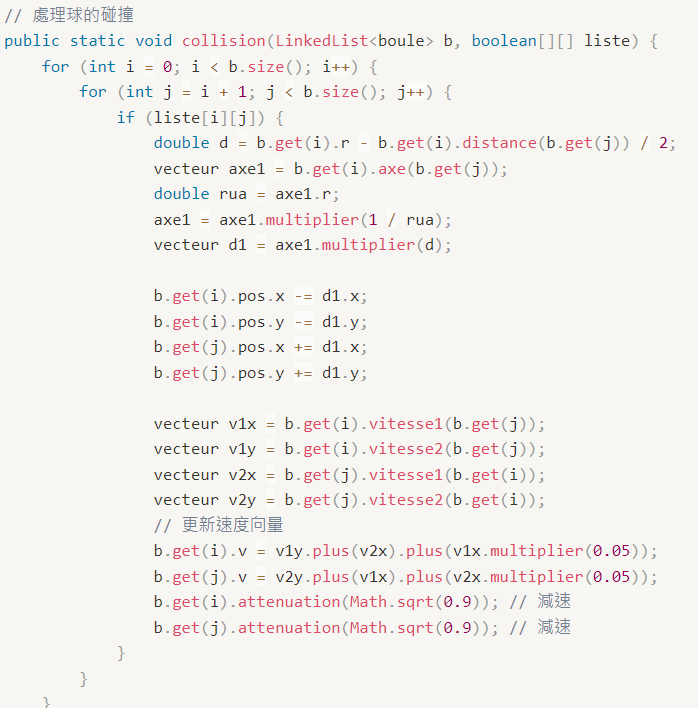 // 處理球的碰撞
public static void collision(LinkedList<boule> b, boolean[][] liste) {
    for (int i = 0; i < b.size(); i++) {
        for (int j = i + 1; j < b.size(); j++) {
            if (liste[i][j]) {
                double d = b.get(i).r - b.get(i).distance(b.get(j)) / 2;
                vecteur axe1 = b.get(i).axe(b.get(j));
                double rua = axe1.r;
                axe1 = axe1.multiplier(1 / rua);
                vecteur d1 = axe1.multiplier(d);

                b.get(i).pos.x -= d1.x;
                b.get(i).pos.y -= d1.y;
                b.get(j).pos.x += d1.x;
                b.get(j).pos.y += d1.y;

                vecteur v1x = b.get(i).vitesse1(b.get(j));
                vecteur v1y = b.get(i).vitesse2(b.get(j));
                vecteur v2x = b.get(j).vitesse1(b.get(i));
                vecteur v2y = b.get(j).vitesse2(b.get(i));
                // 更新速度向量
                b.get(i).v = v1y.plus(v2x).plus(v1x.multiplier(0.05));
                b.get(j).v = v2y.plus(v1x).plus(v2x.multiplier(0.05));
                b.get(i).attenuation(Math.sqrt(0.9)); // 減速
                b.get(j).attenuation(Math.sqrt(0.9)); // 減速
            }
        }
    }